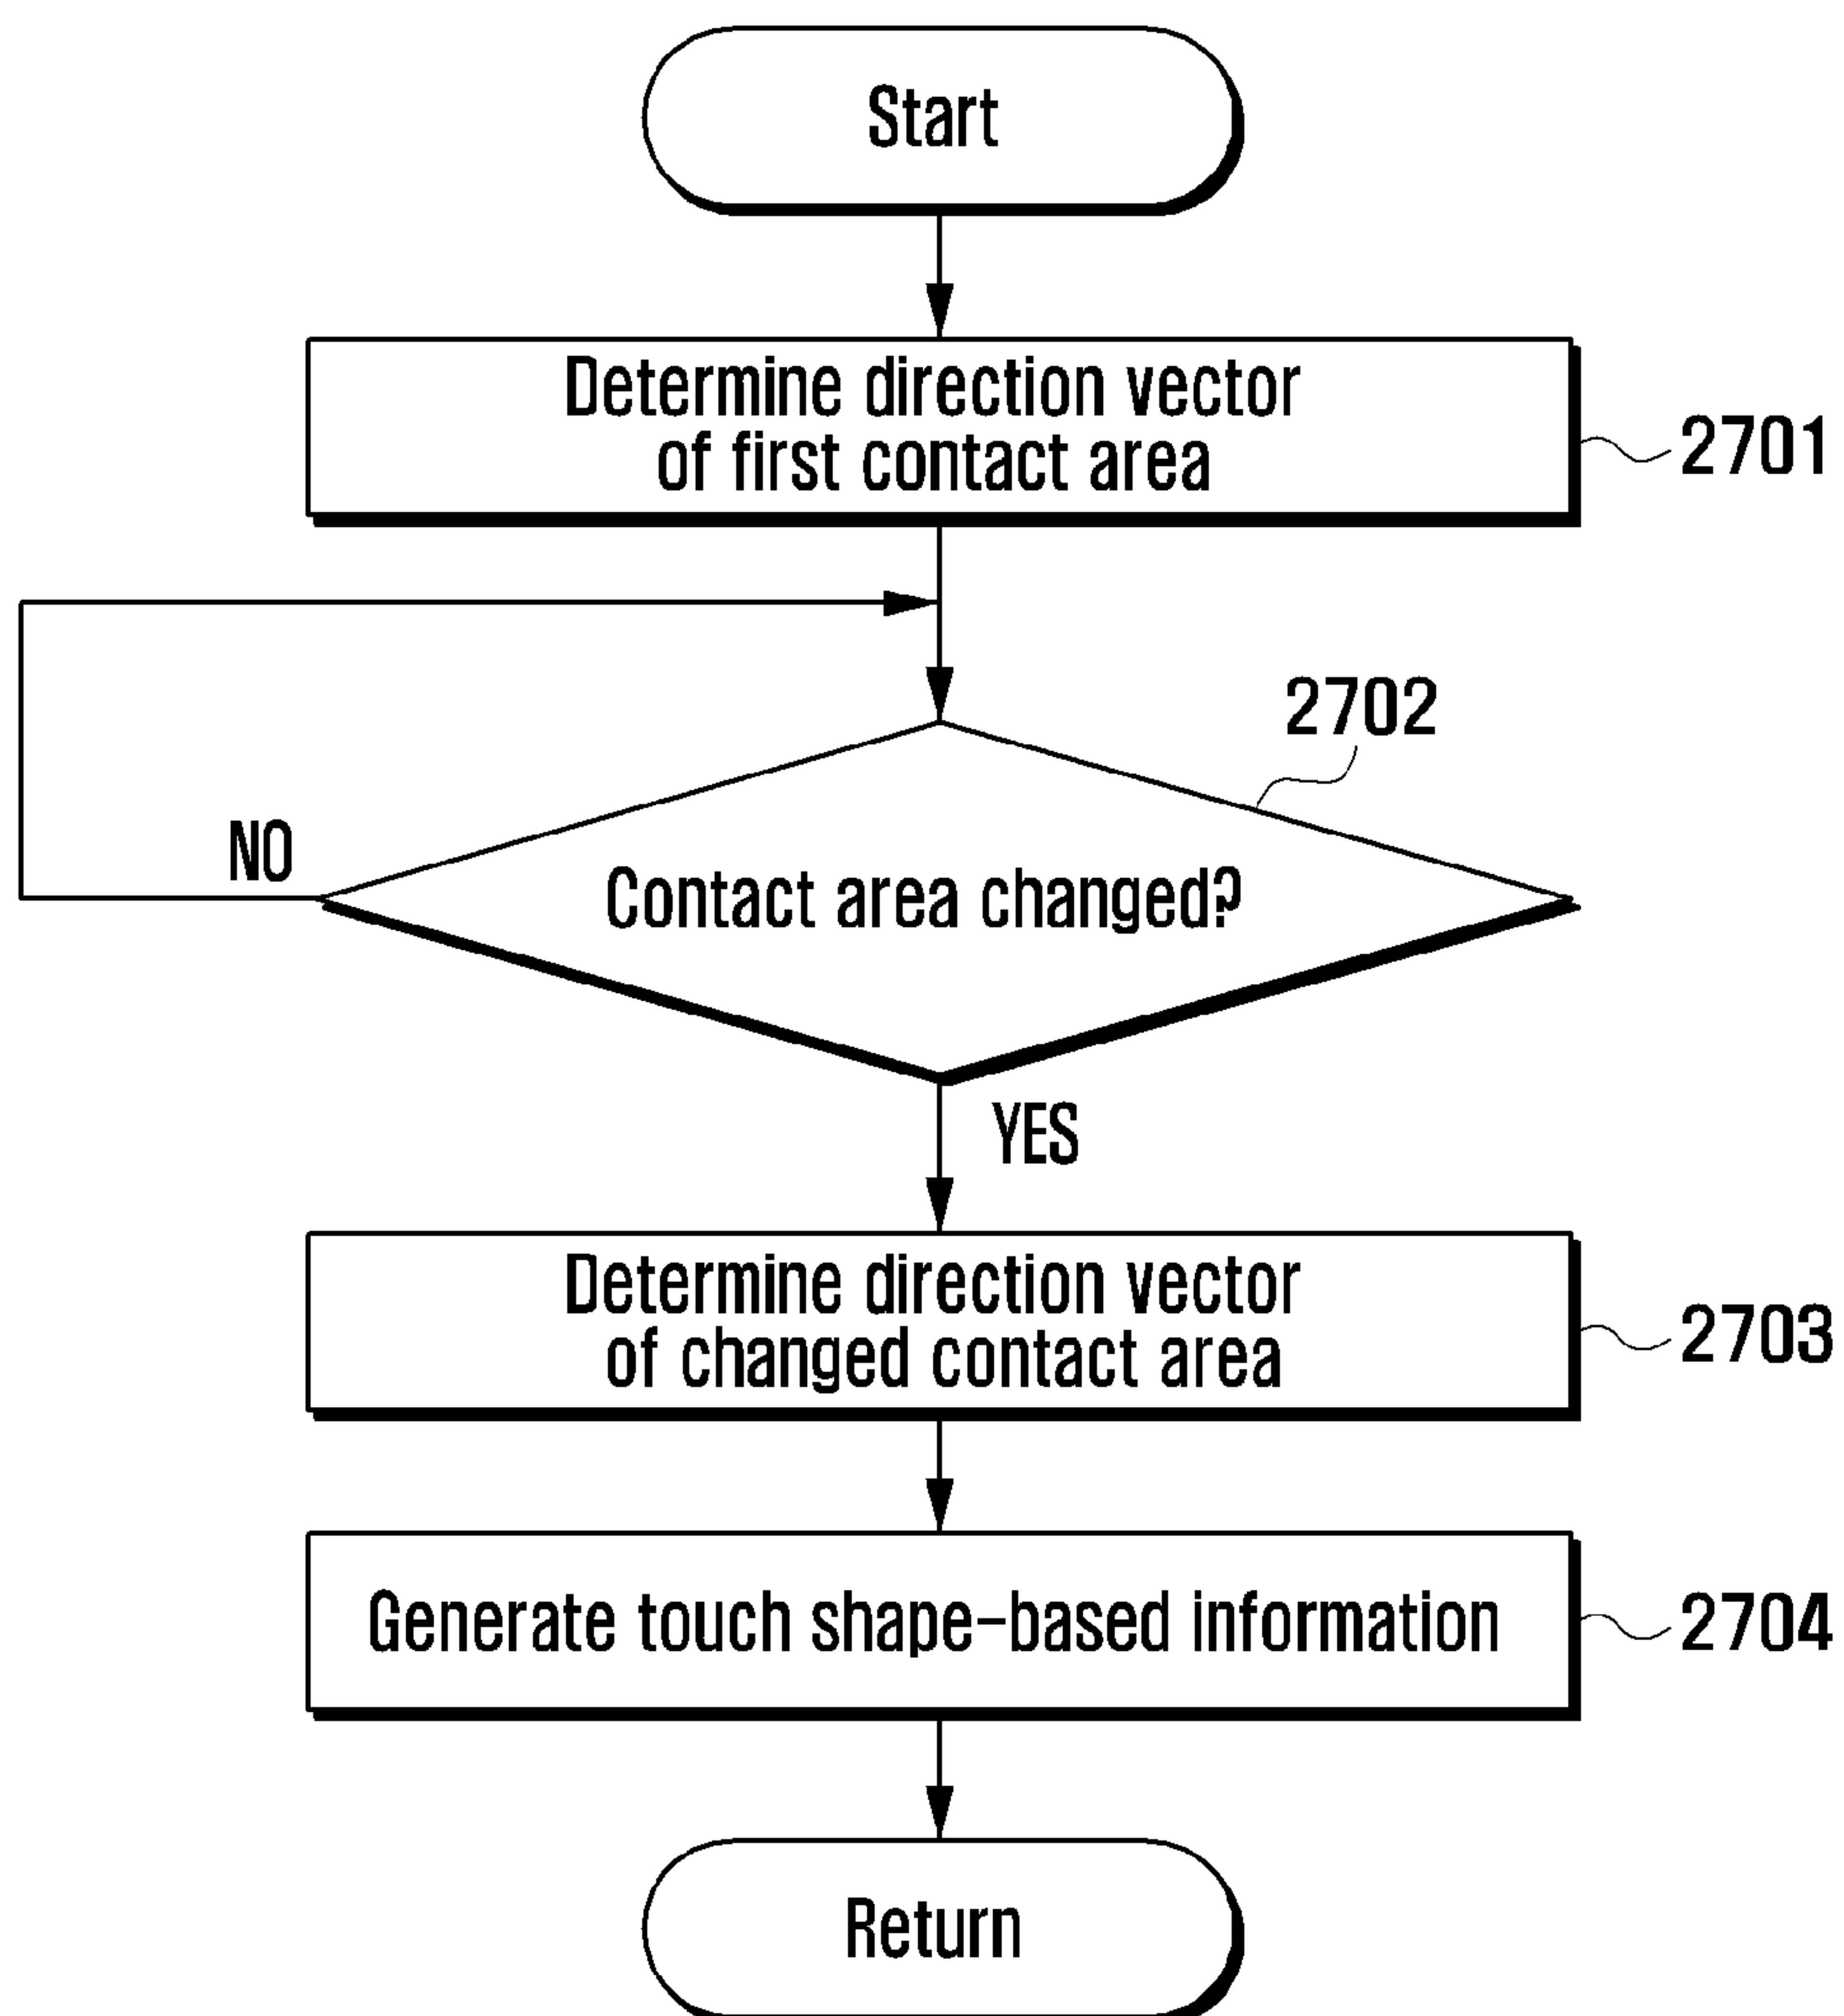 Start
Determine direction vector
of first contact area
2701
2702
NO
Contact area changed?
YES
Determine direction vector
of changed contact area
2703
Generate touch shape-based information
2704
Return